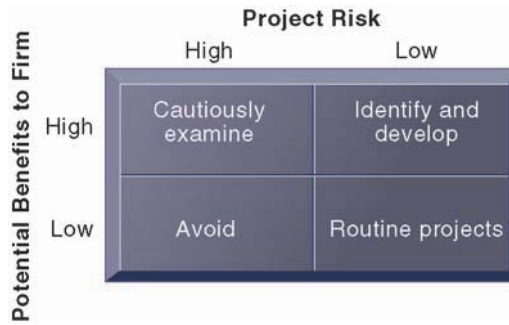 Project Risk
High Low
Potential Benefits to Firm
High
Cautiously
examine
Identify and
develop
Low
Avoid
Routine projects